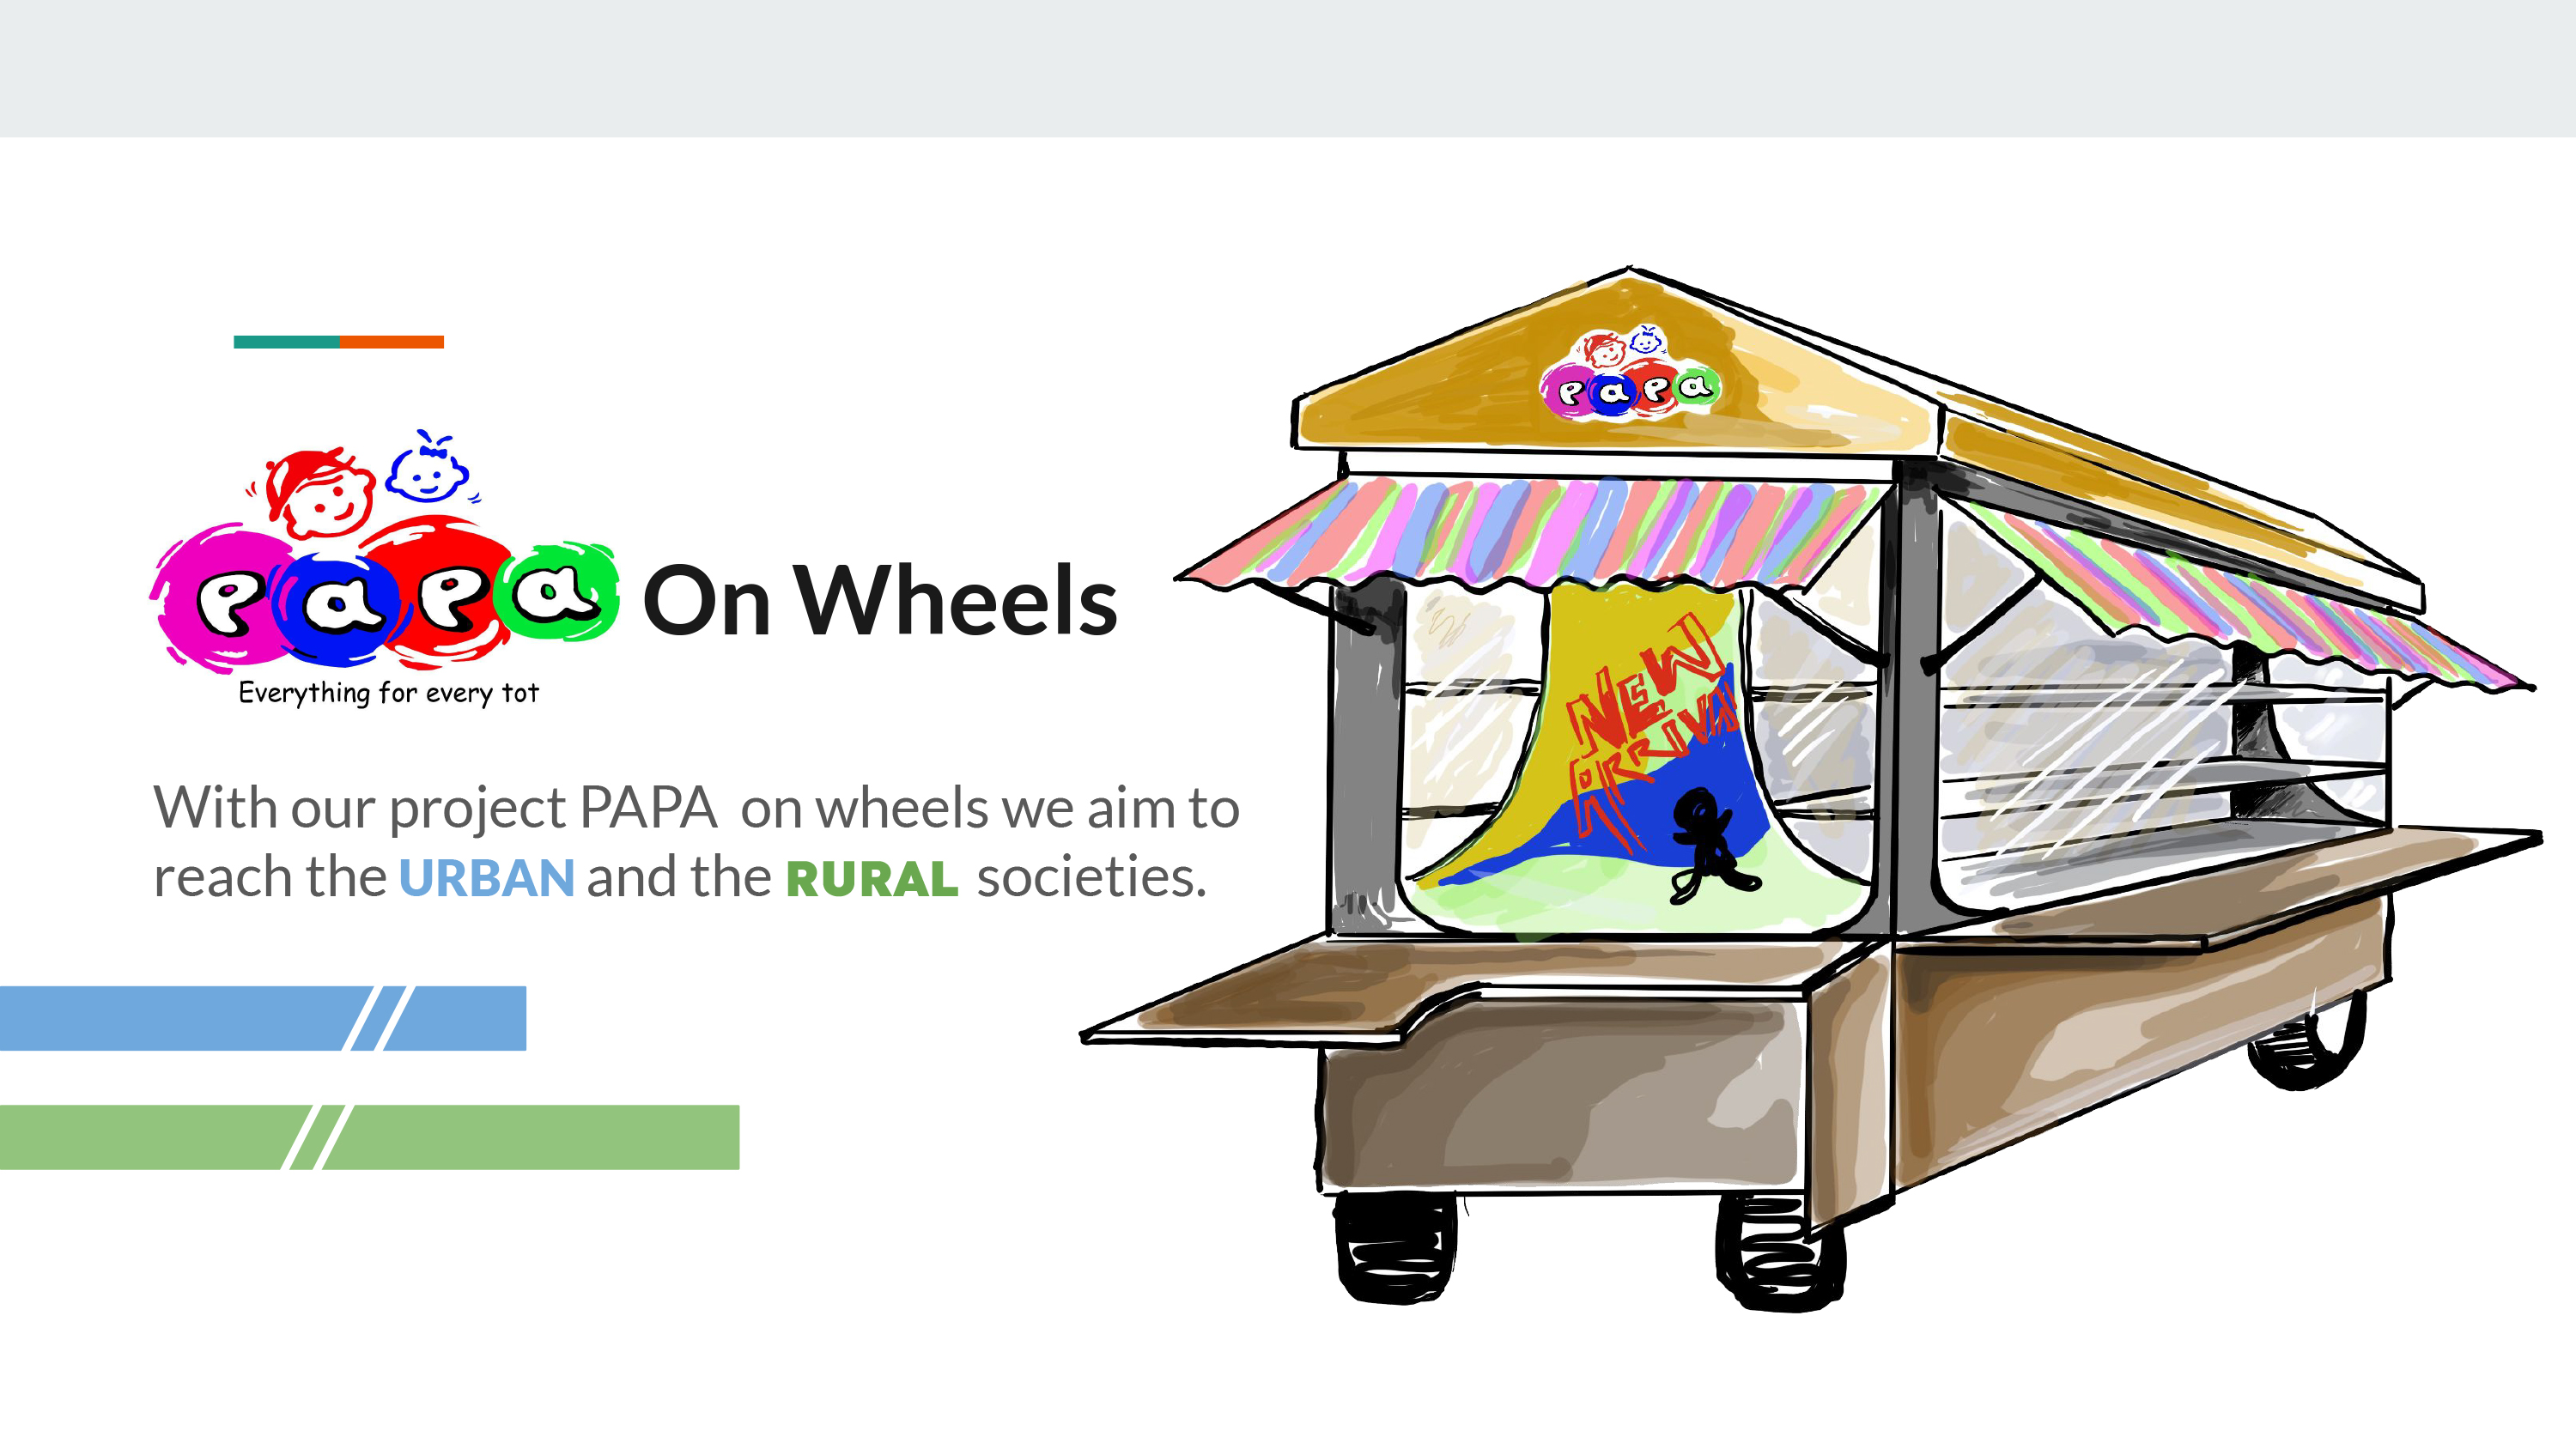 papa On Wheels
Everything for every tot
With our project PAPA on wheels we aim to
reach the URBAN and the RURAL societies.
papa
NEW
ARRIVAl